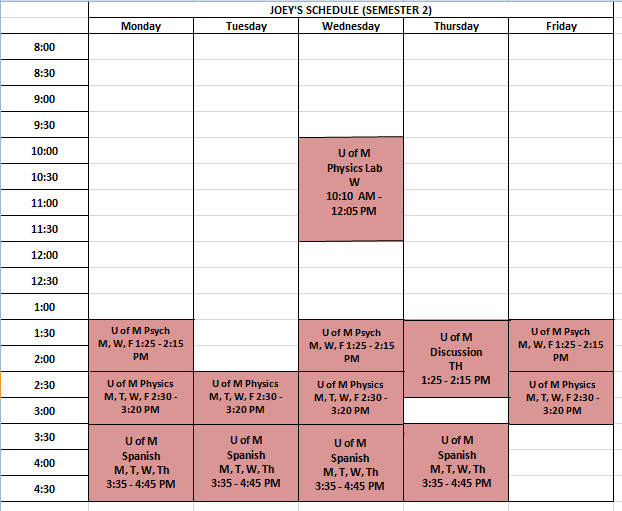 JOEY'S SCHEDULE (SEMESTER 2)
Monday Tuesday Wednesday Thursday Friday
8:00
8:30
9:00
9:30
10:00
10:30
11:00
11:30
U of M
Physics Lab
W
10:10 AM -
12:05 PM
12:00
12:30
1:00
1:30
2:00
U of M Psych
M, W, F 1:25 - 2:15
PM
U of M Psych
M, W, F 1:25 - 2:15
PM
U of M
Discussion
TH
1:25 - 2:15 PM
U of M Psych
M, W, F 1:25 - 2:15
PM
2:30
3:00
U of M Physics
M, T, W, F 2:30 -
3:20 PM
U of M Physics
M, T, W, F 2:30 -
3:20 PM
U of M Physics
M, T, W, F 2:30 -
3:20 PM
U of M Physics
M, T, W, F 2:30 -
3:20 PM
3:30
4:00
4:30
U of M
Spanish
M, T, W, Th
3:35 - 4:45 PM
U of M
Spanish
M, T, W, Th
3:35 - 4:45 PM
U of M
Spanish
M, T, W, Th
3:35 - 4:45 PM
U of M
Spanish
M, T, W, Th
3:35 - 4:45 PM